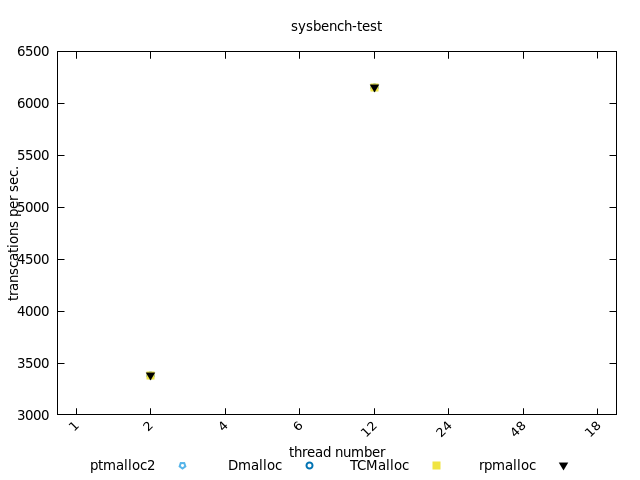 sysbench-test
6500
6000
5500
5000
4500
4000
3500
3000
transcations per sec.
1 2 4 6 12 24 48 18
thread number
ptmalloc2 Dmalloc TCMalloc rpmalloc